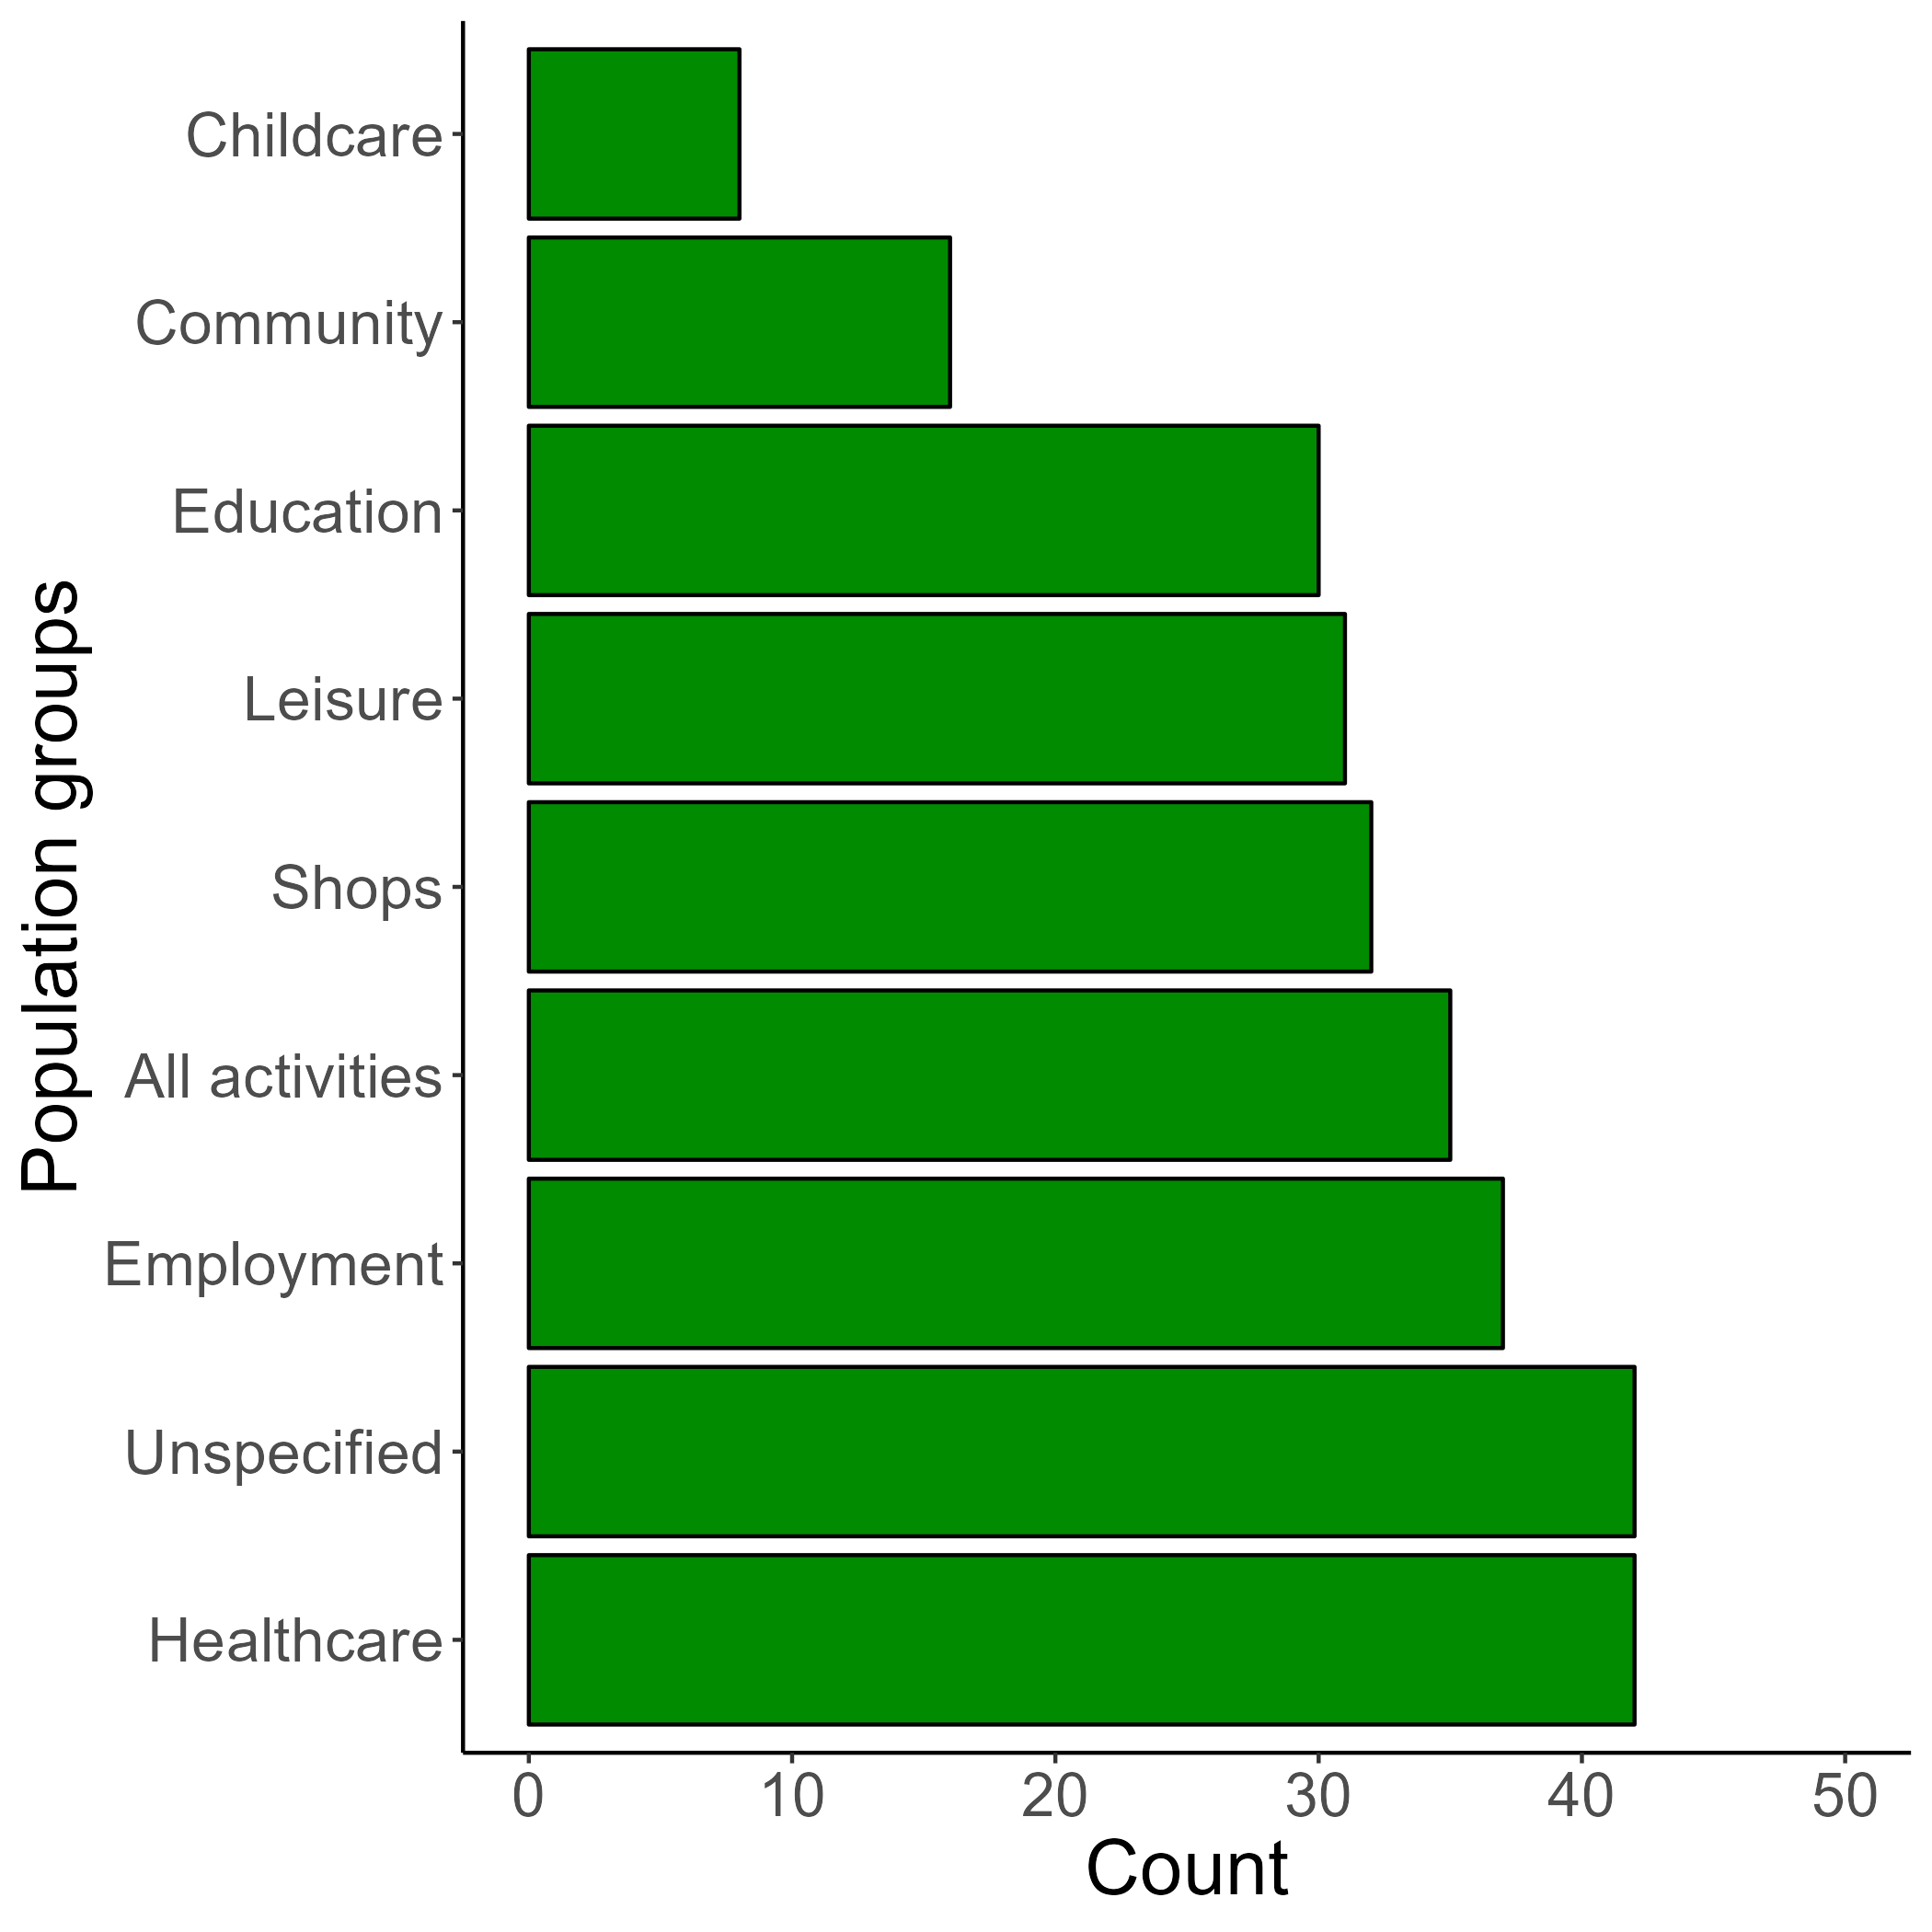 Population groups
Childcare
Community
Education
Leisure
Shops
All activities
Employment
Unspecified
Healthcare
0 10 20 30 40 50
Count